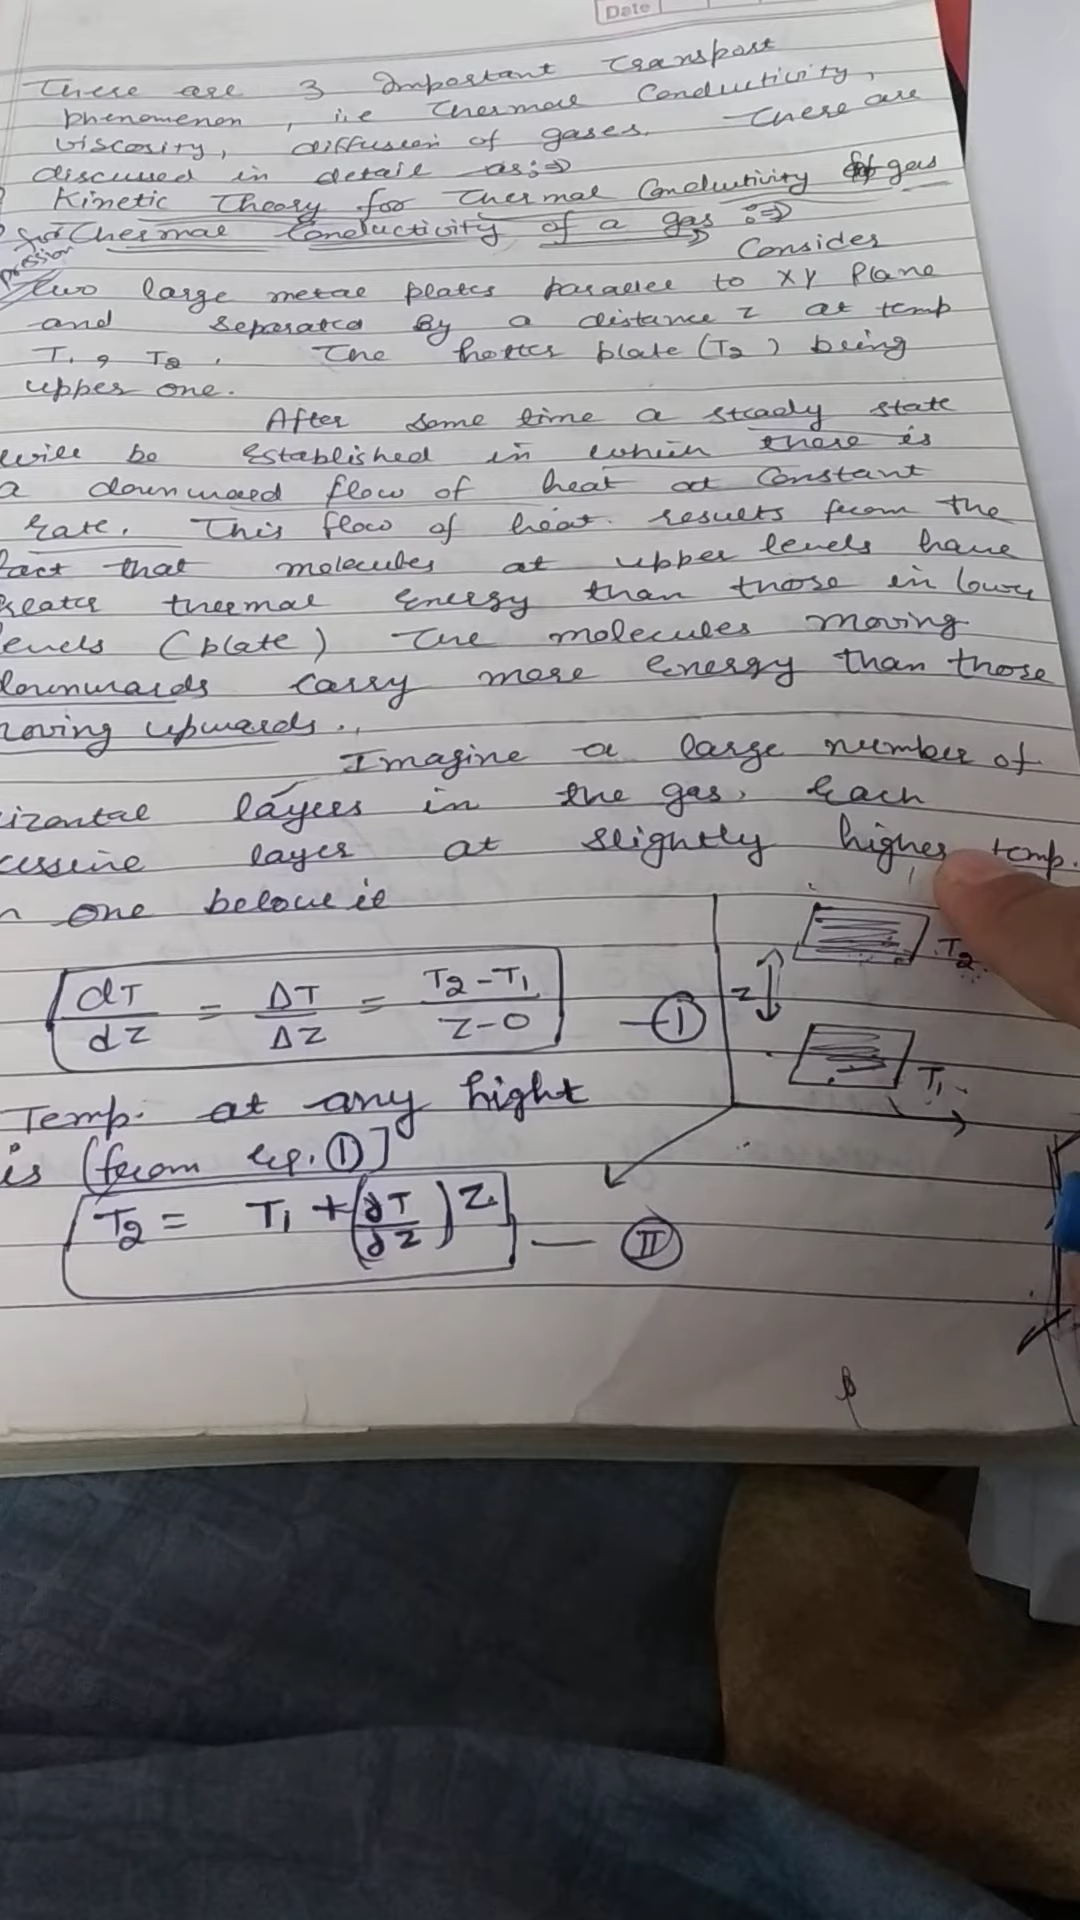 Date
There are 3 Important Transport
phenomenon, i.e Thermal Conductivity,
viscosity, diffusion of gases. There are
discussed in detail as:⇒
Kinetic Theory for Thermal Conductivity of gas
for Thermal Conductivity of a gas :⇒
pression
Consider
Two large metal plates parallel to XY Plane
and seperated By a distance z at temp
T1, T2. The hotter plate (T2) being
upper one.
After some time a steady state
will be Established in which there is
a downward flow of heat at Constant
rate. This flow of heat results from the
fact that molecules at upper levels have
greater thermal Energy than those in lower
levels (plate) The molecules moving
downwards carry more Energy than those
moving upwards.
Imagine a large number of
izontal layers in the gas, Each
cessive layer at slightly higher temp.
n one below it
dT/dZ = ΔT/ΔZ = T2-T1/Z-0 —(I)
T2
Z
T1
Temp. at any hight
is [from eq. (I)]
T2 = T1 + (∂T/∂Z) Z — (II)